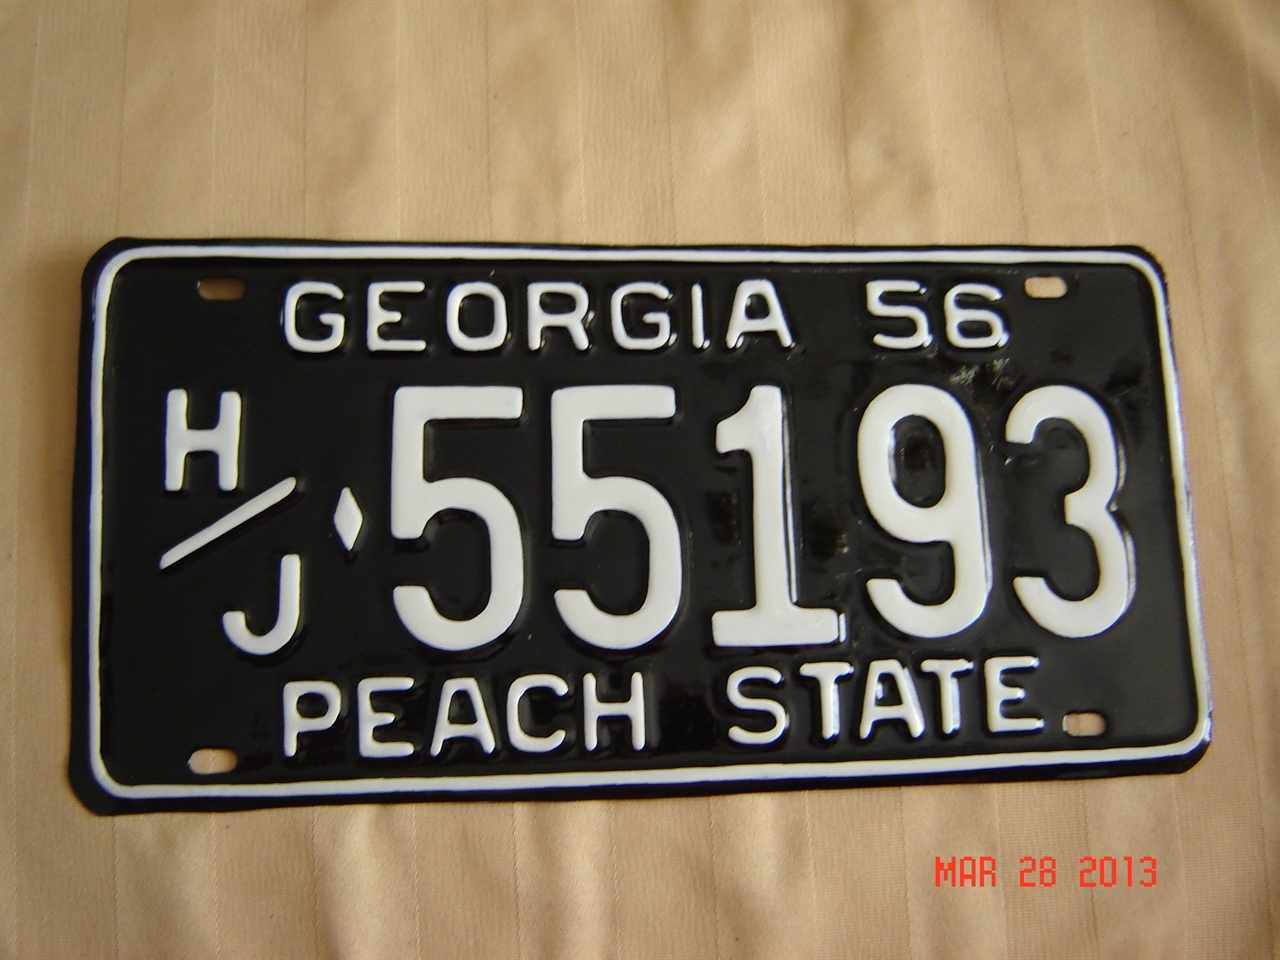 GEORGIA 56
H/J♦55193
PEACH STATE
MAR 28 2013